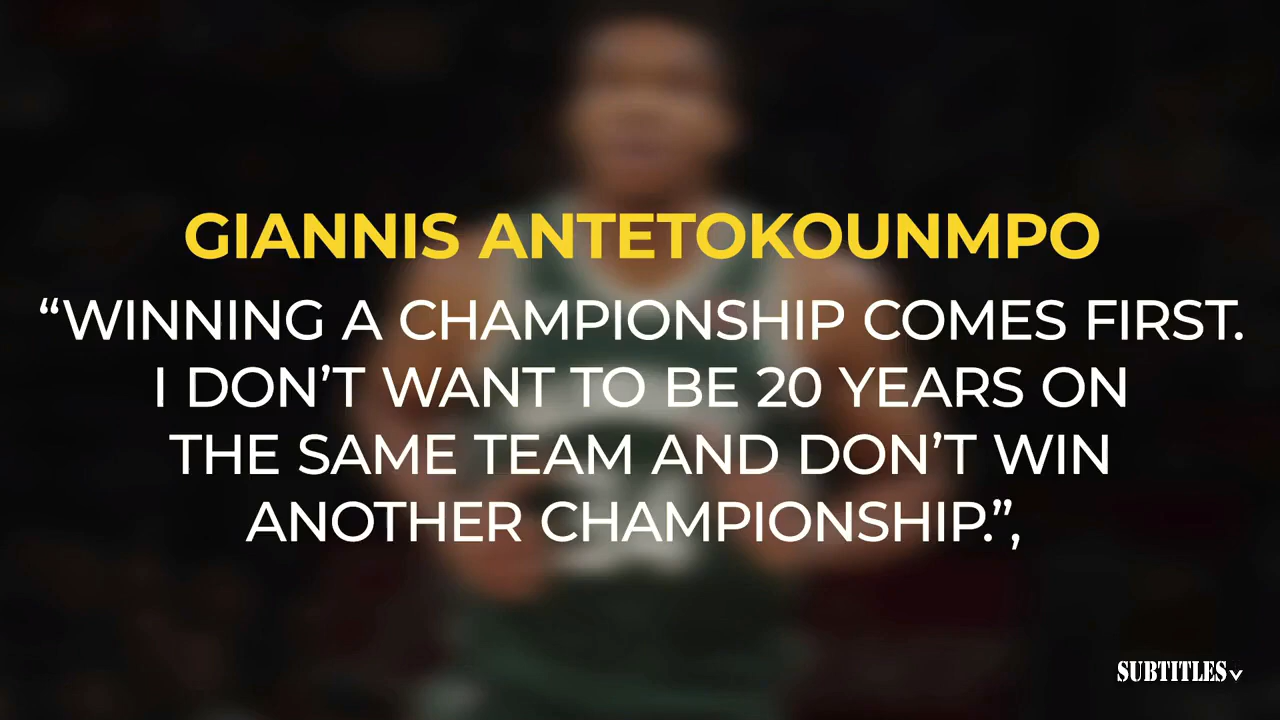 GIANNIS ANTETOKOUNMPO
“WINNING A CHAMPIONSHIP COMES FIRST.
I DON’T WANT TO BE 20 YEARS ON
THE SAME TEAM AND DON’T WIN
ANOTHER CHAMPIONSHIP.”,
SUBTITLES